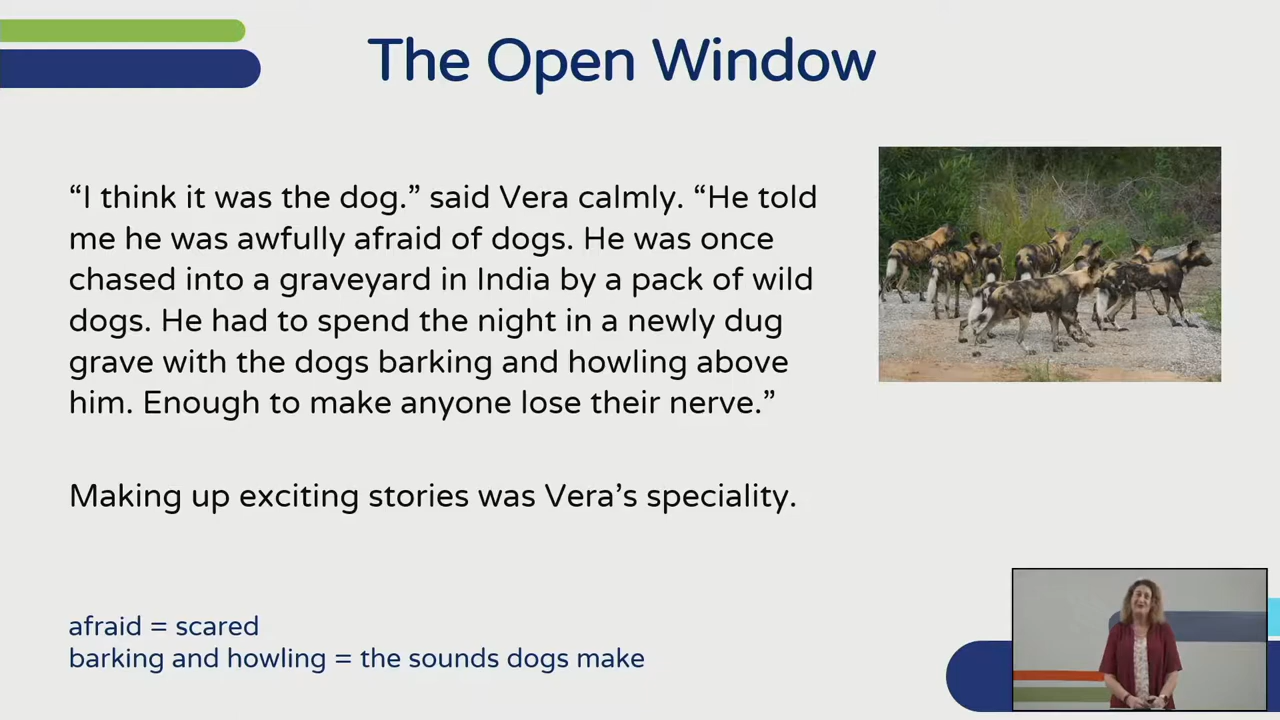 The Open Window
“I think it was the dog.” said Vera calmly. “He told
me he was awfully afraid of dogs. He was once
chased into a graveyard in India by a pack of wild
dogs. He had to spend the night in a newly dug
grave with the dogs barking and howling above
him. Enough to make anyone lose their nerve.”
Making up exciting stories was Vera’s speciality.
afraid = scared
barking and howling = the sounds dogs make